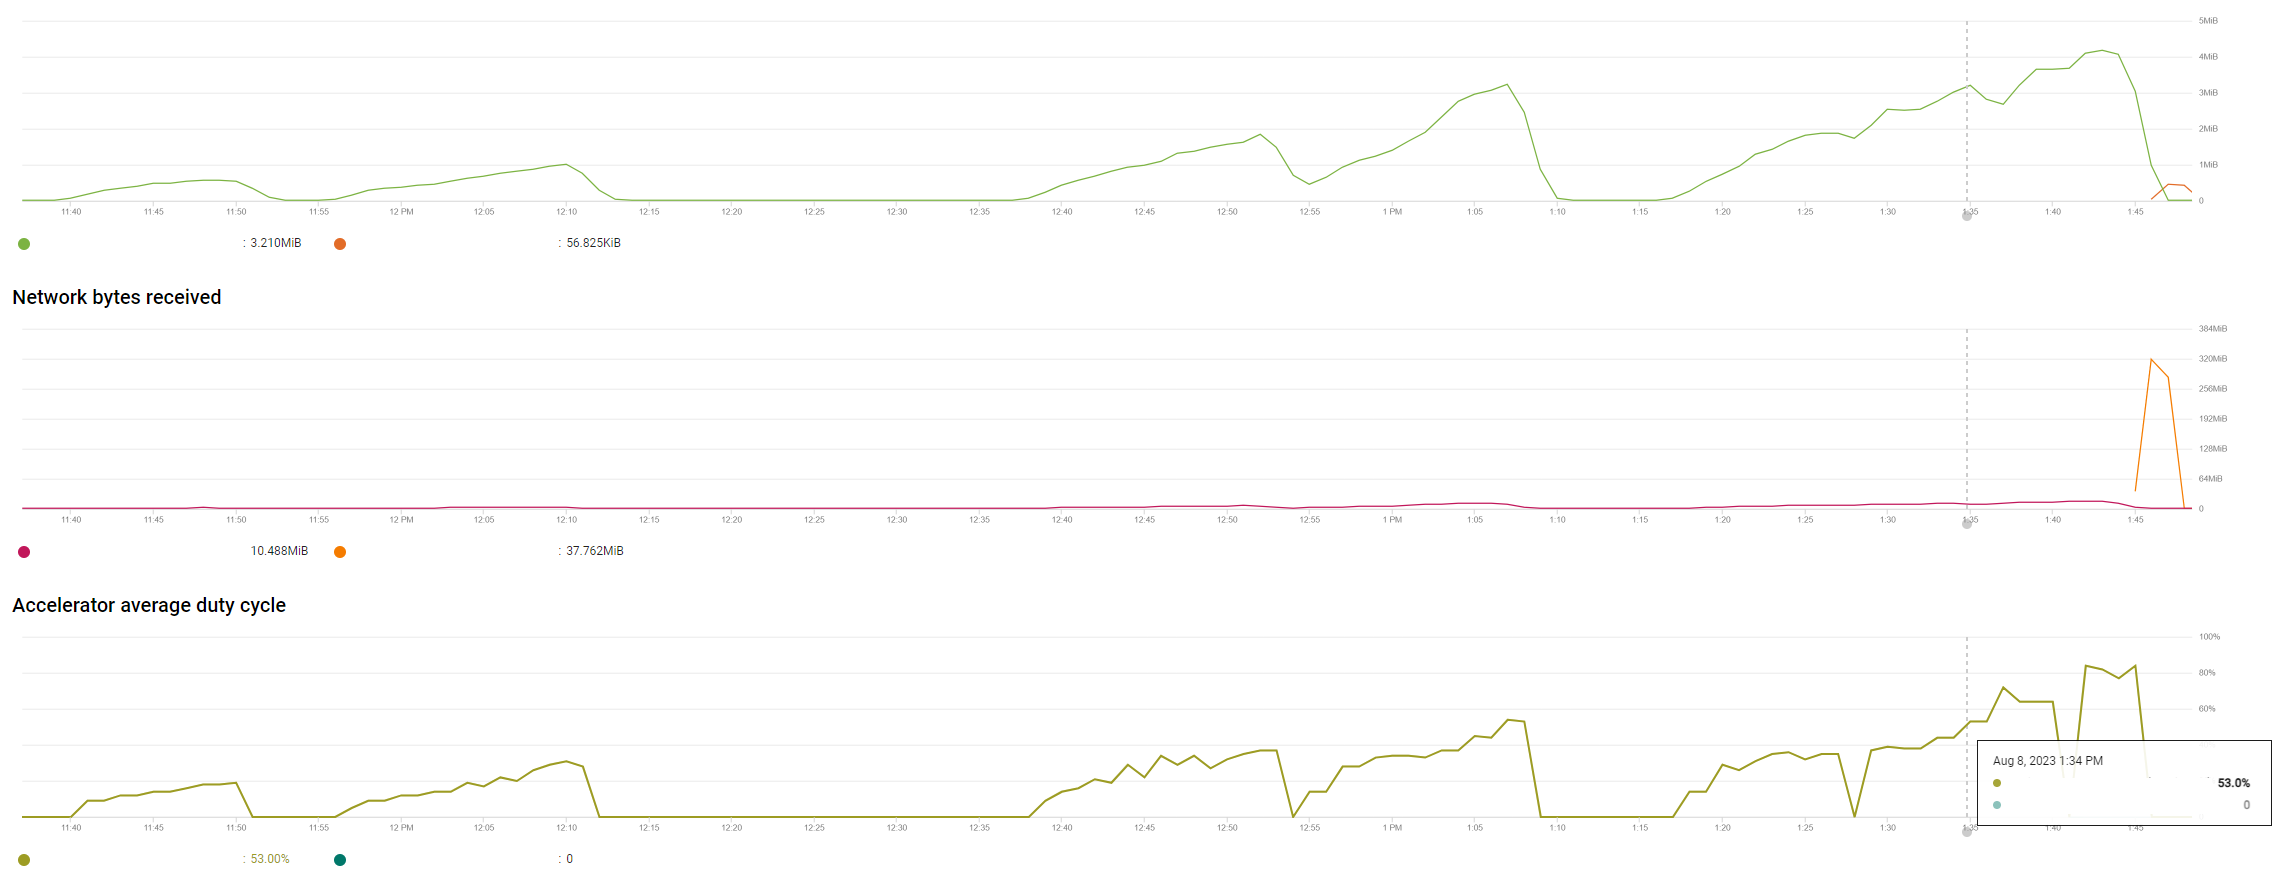 5MiB
4MiB
3MiB
2MiB
1MiB
0
11:40 11:45 11:50 11:55 12 PM 12:05 12:10 12:15 12:20 12:25 12:30 12:35 12:40 12:45 12:50 12:55 1 PM 1:05 1:10 1:15 1:20 1:25 1:30 1:35 1:40 1:45
: 3.210MiB : 56.825KiB
Network bytes received
384MiB
320MiB
256MiB
192MiB
128MiB
64MiB
0
11:40 11:45 11:50 11:55 12 PM 12:05 12:10 12:15 12:20 12:25 12:30 12:35 12:40 12:45 12:50 12:55 1 PM 1:05 1:10 1:15 1:20 1:25 1:30 1:35 1:40 1:45
10.488MiB : 37.762MiB
Accelerator average duty cycle
100%
80%
60%
Aug 8, 2023 1:34 PM
53.0%
0
11:40 11:45 11:50 11:55 12 PM 12:05 12:10 12:15 12:20 12:25 12:30 12:35 12:40 12:45 12:50 12:55 1 PM 1:05 1:10 1:15 1:20 1:25 1:30 1:35 1:40 1:45
: 53.00% : 0